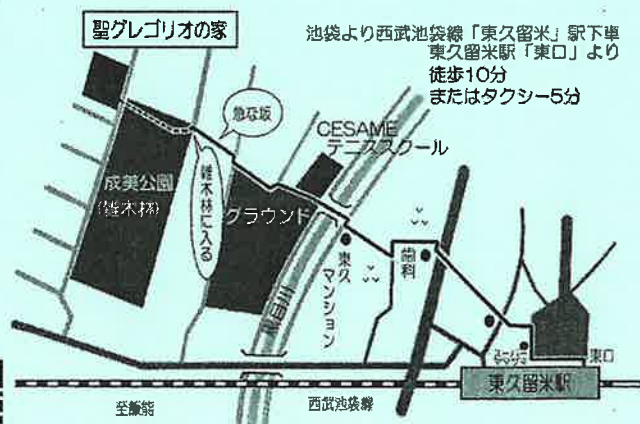 聖グレゴリオの家
池袋より西武池袋線「東久留米」駅下車
東久留米駅「東口」より
徒歩10分
またはタクシー5分
急な坂
CESAME
テニススクール
成美公園
(雑木林)
雑木林に入る
グラウンド
東久
マンション
歯科
東口
東久留米駅
至飯能
西武池袋線